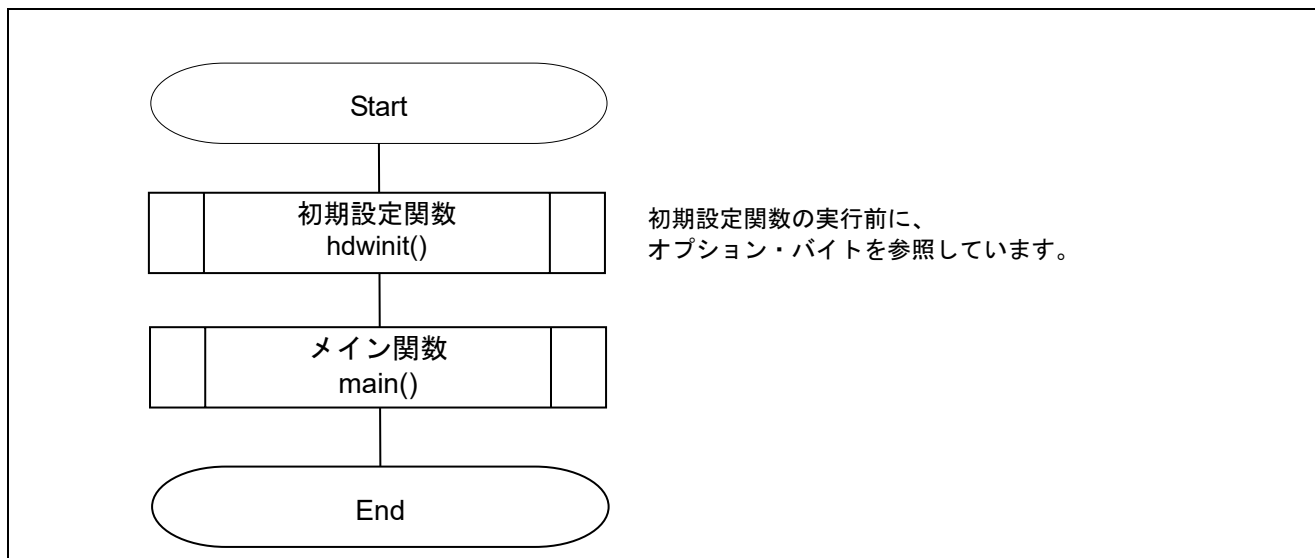 Start
初期設定関数
hdwinit()
初期設定関数の実行前に、
オプション・バイトを参照しています。
メイン関数
main()
End